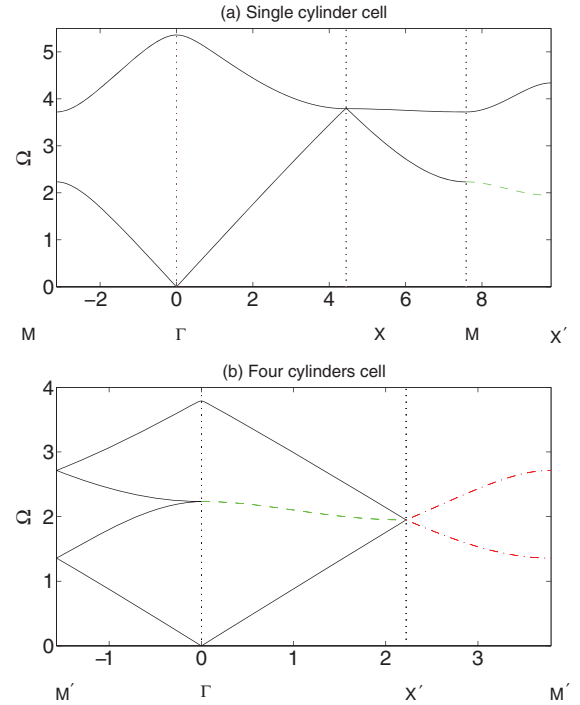 (a) Single cylinder cell
5
4
3
2
1
0
Ω
−2 0 2 4 6 8
M Γ X M X′
(b) Four cylinders cell
4
3
2
1
0
Ω
−1 0 1 2 3
M′ Γ X′ M′